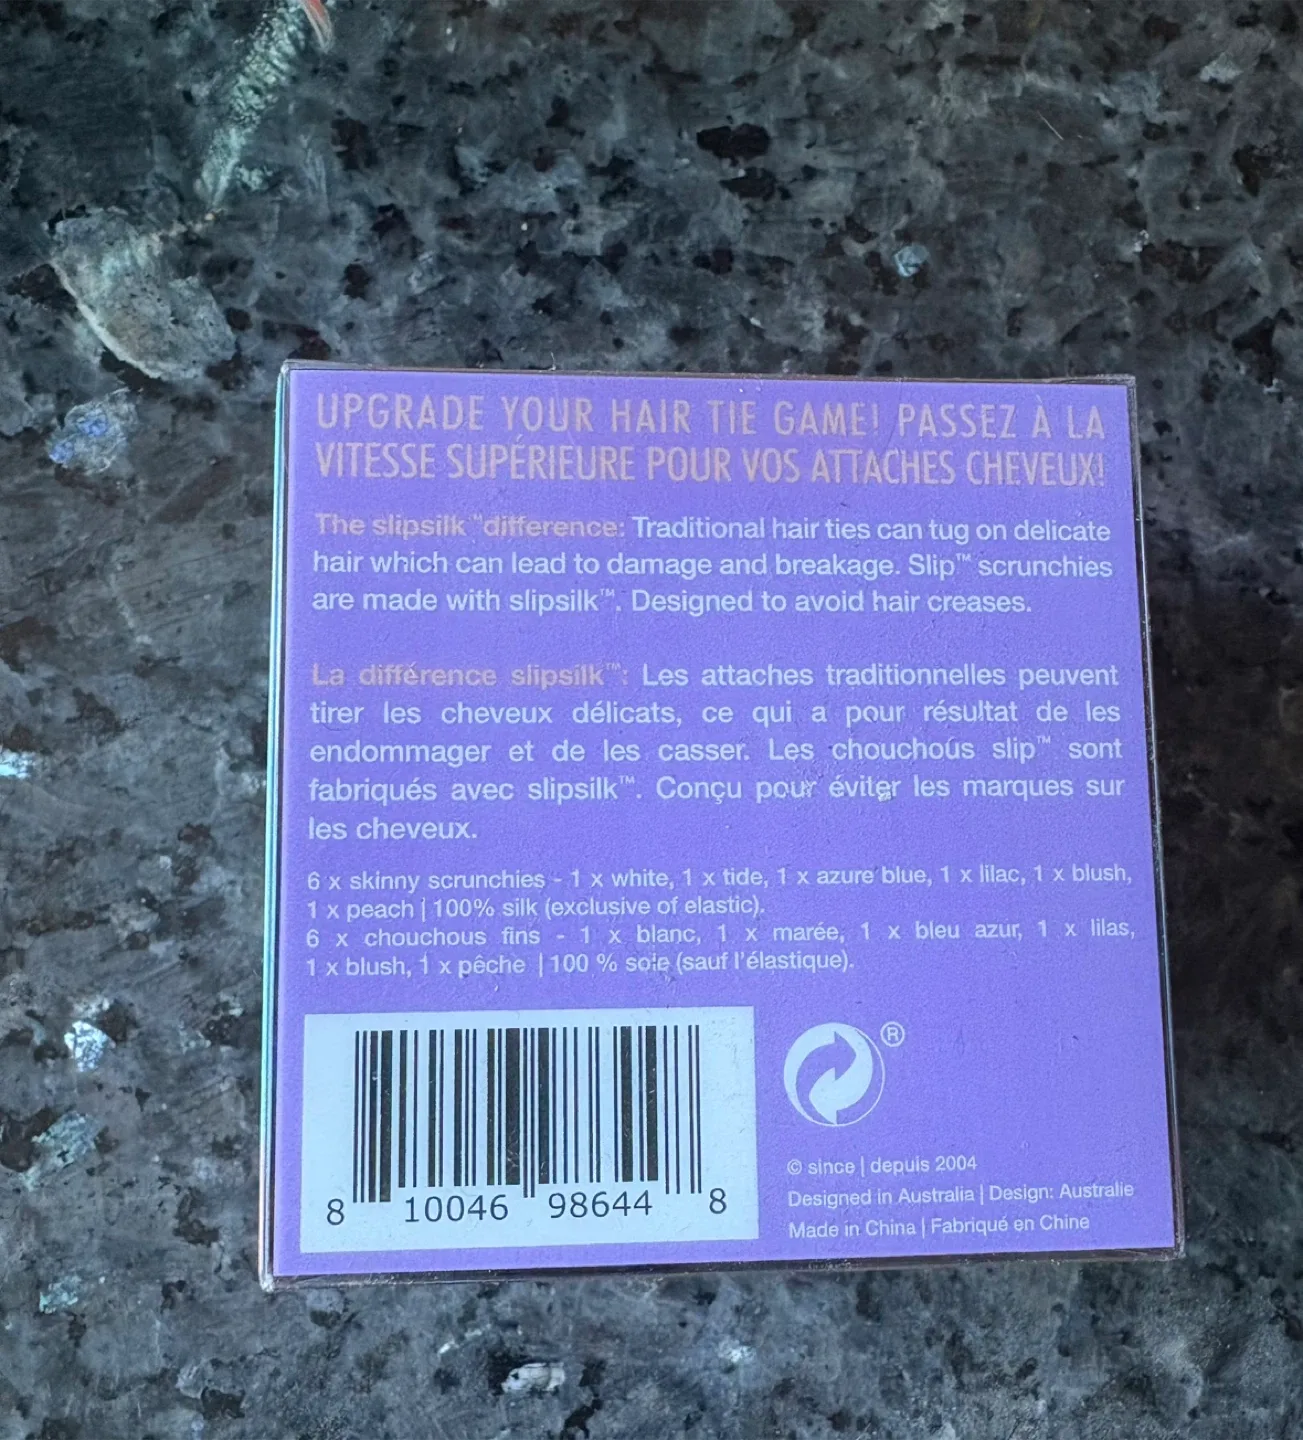 UPGRADE YOUR HAIR TIE GAME! PASSEZ À LA
VITESSE SUPÉRIEURE POUR VOS ATTACHES CHEVEUX!
The slipsilk™difference: Traditional hair ties can tug on delicate
hair which can lead to damage and breakage. Slip™ scrunchies
are made with slipsilk™. Designed to avoid hair creases.
La différence slipsilk™: Les attaches traditionnelles peuvent
tirer les cheveux délicats, ce qui a pour résultat de les
endommager et de les casser. Les chouchous slip™ sont
fabriqués avec slipsilk™. Conçu pour éviter les marques sur
les cheveux.
6 x skinny scrunchies - 1 x white, 1 x tide, 1 x azure blue, 1 x lilac, 1 x blush,
1 x peach | 100% silk (exclusive of elastic).
6 x chouchous fins - 1 x blanc, 1 x marée, 1 x bleu azur, 1 x lilas,
1 x blush, 1 x pêche | 100 % soie (sauf l'élastique).
®
8 10046 98644 8
© since | depuis 2004
Designed in Australia | Design: Australie
Made in China | Fabriqué en Chine